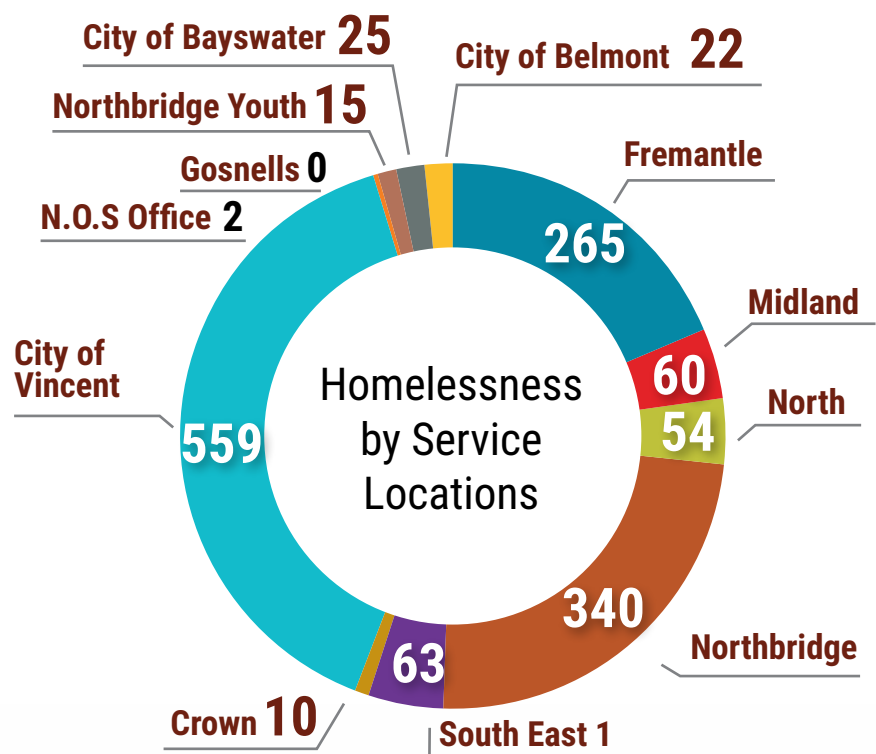 City of Bayswater 25
City of Belmont 22
Northbridge Youth 15
Fremantle
Gosnells 0
N.O.S Office 2
265
Midland
City of
Vincent
60
North
54
559
Homelessness
by Service
Locations
340
Northbridge
63
Crown 10
South East 1